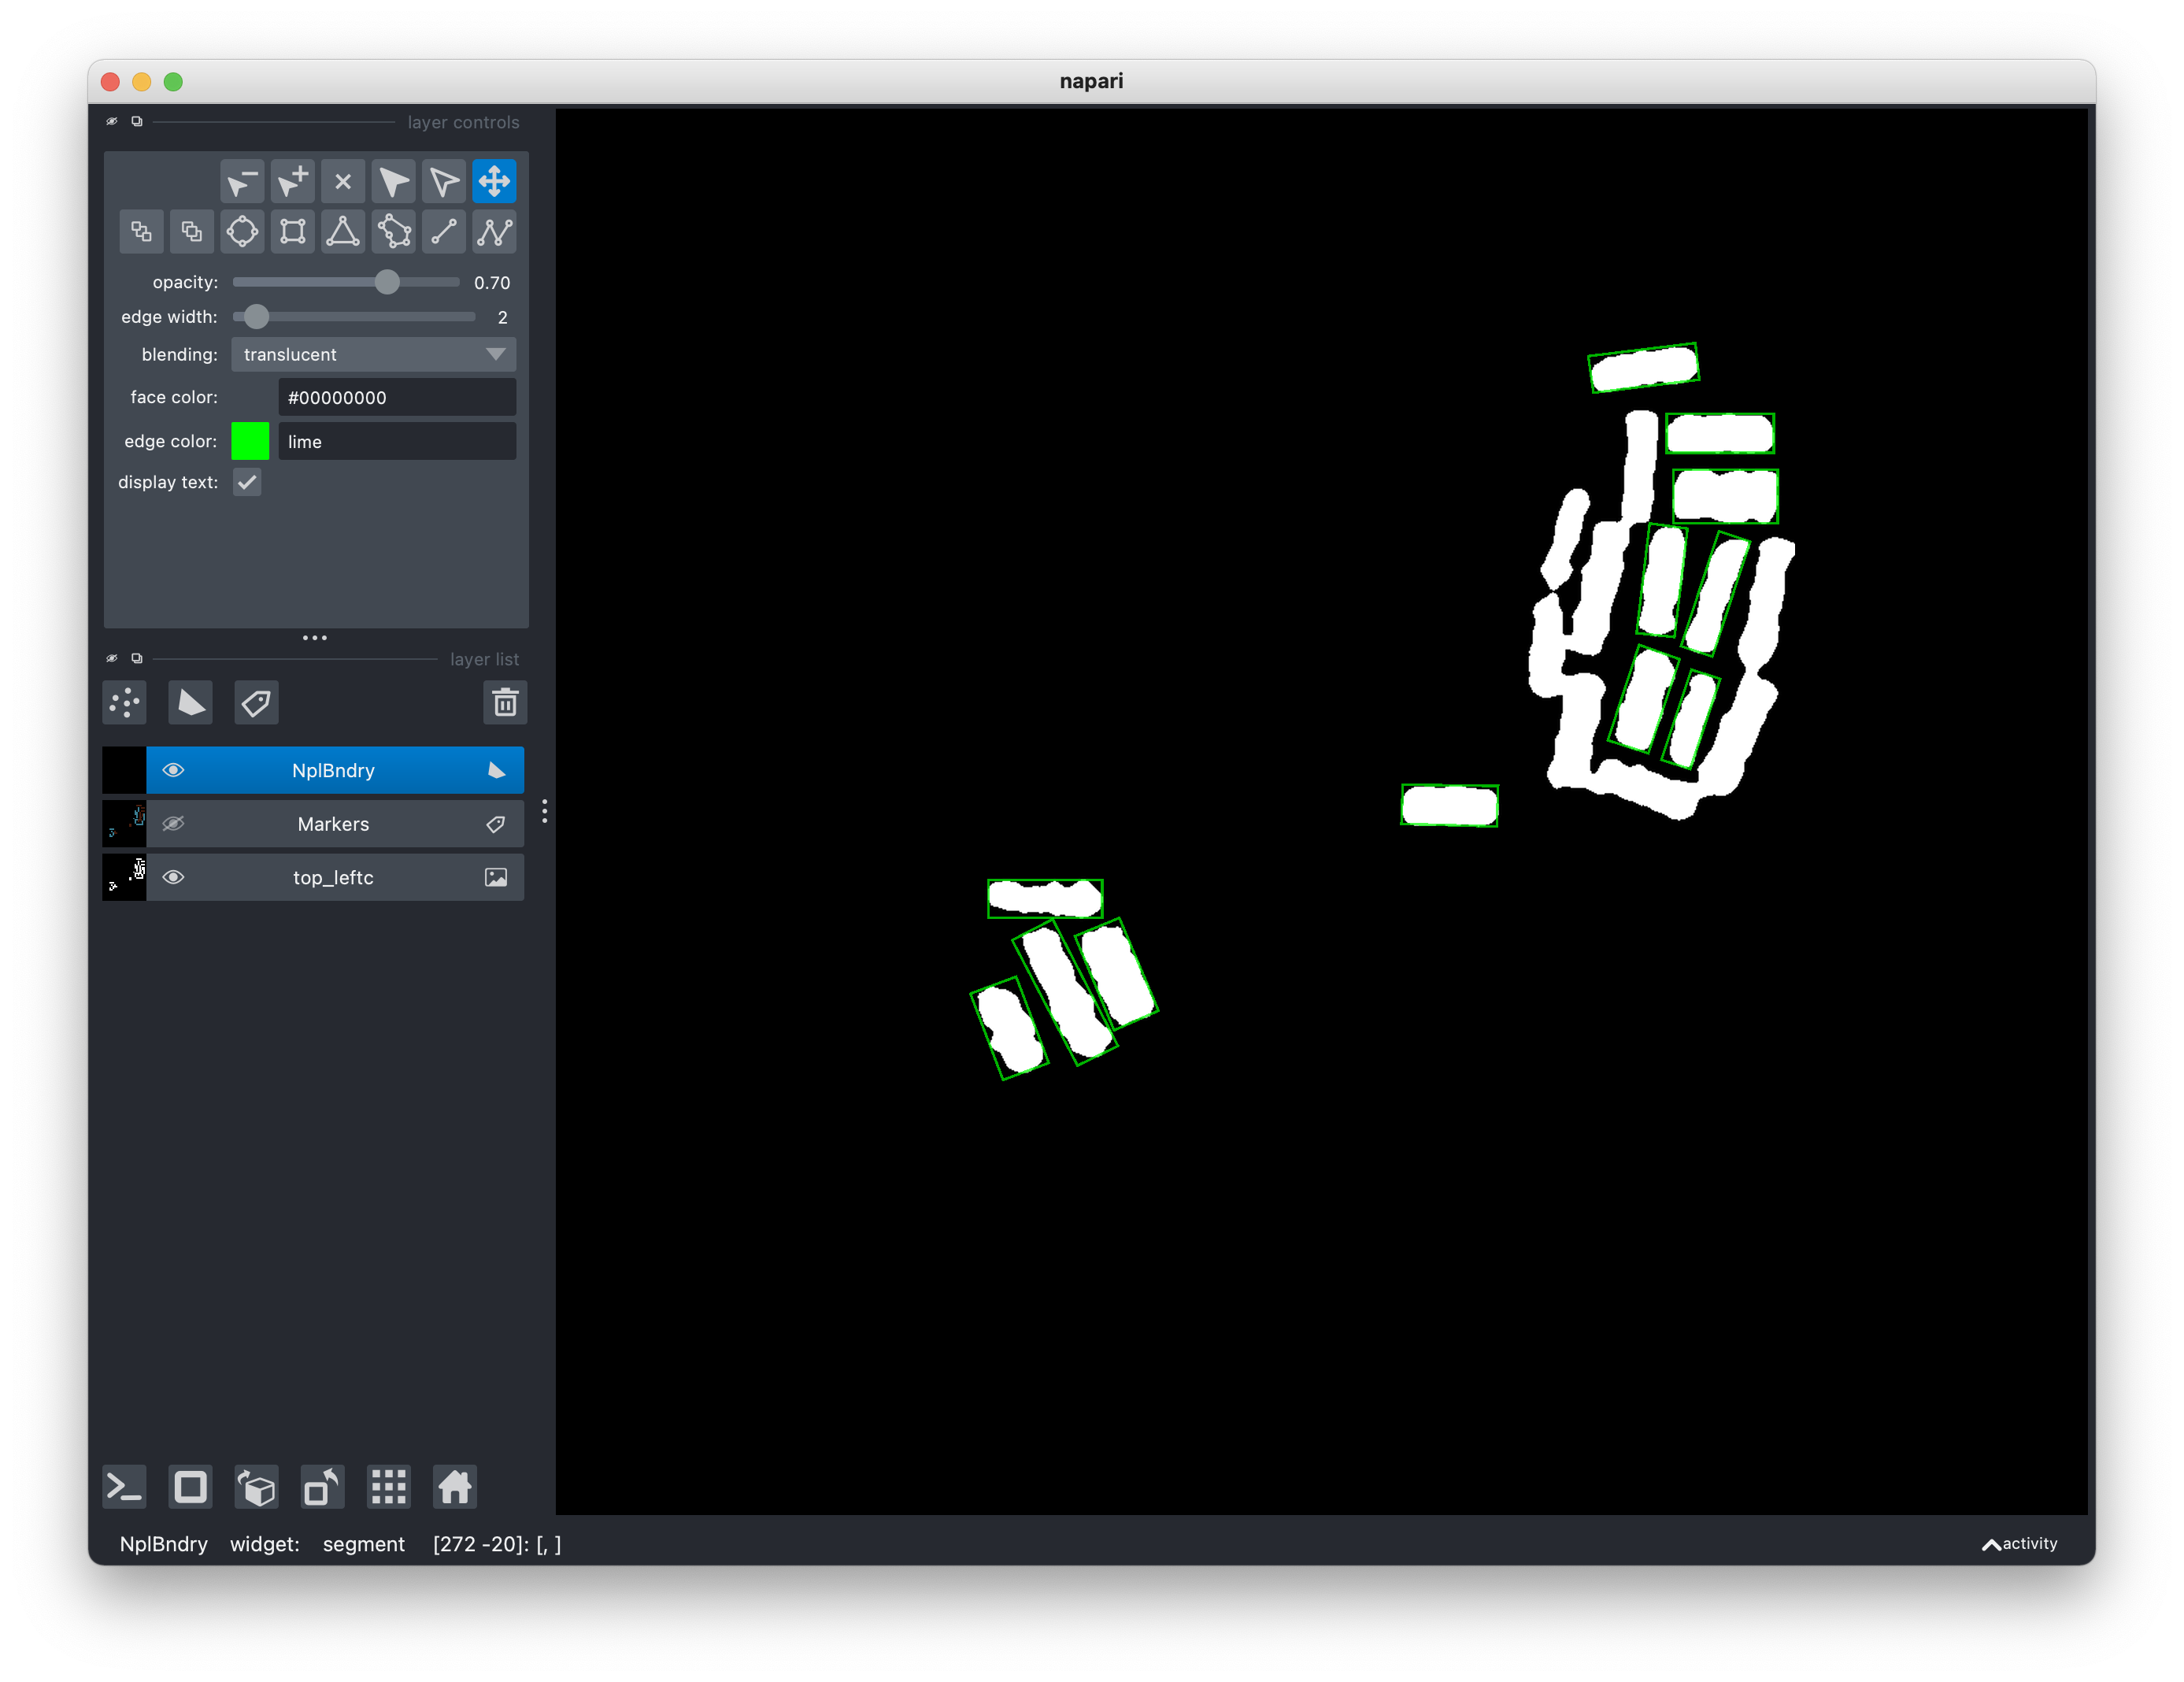 napari
layer controls
opacity: 0.70
edge width: 2
blending: translucent
face color: #00000000
edge color: lime
display text:
layer list
NplBndry
Markers
top_leftc
NplBndry widget: segment [272 -20]: [, ]
activity